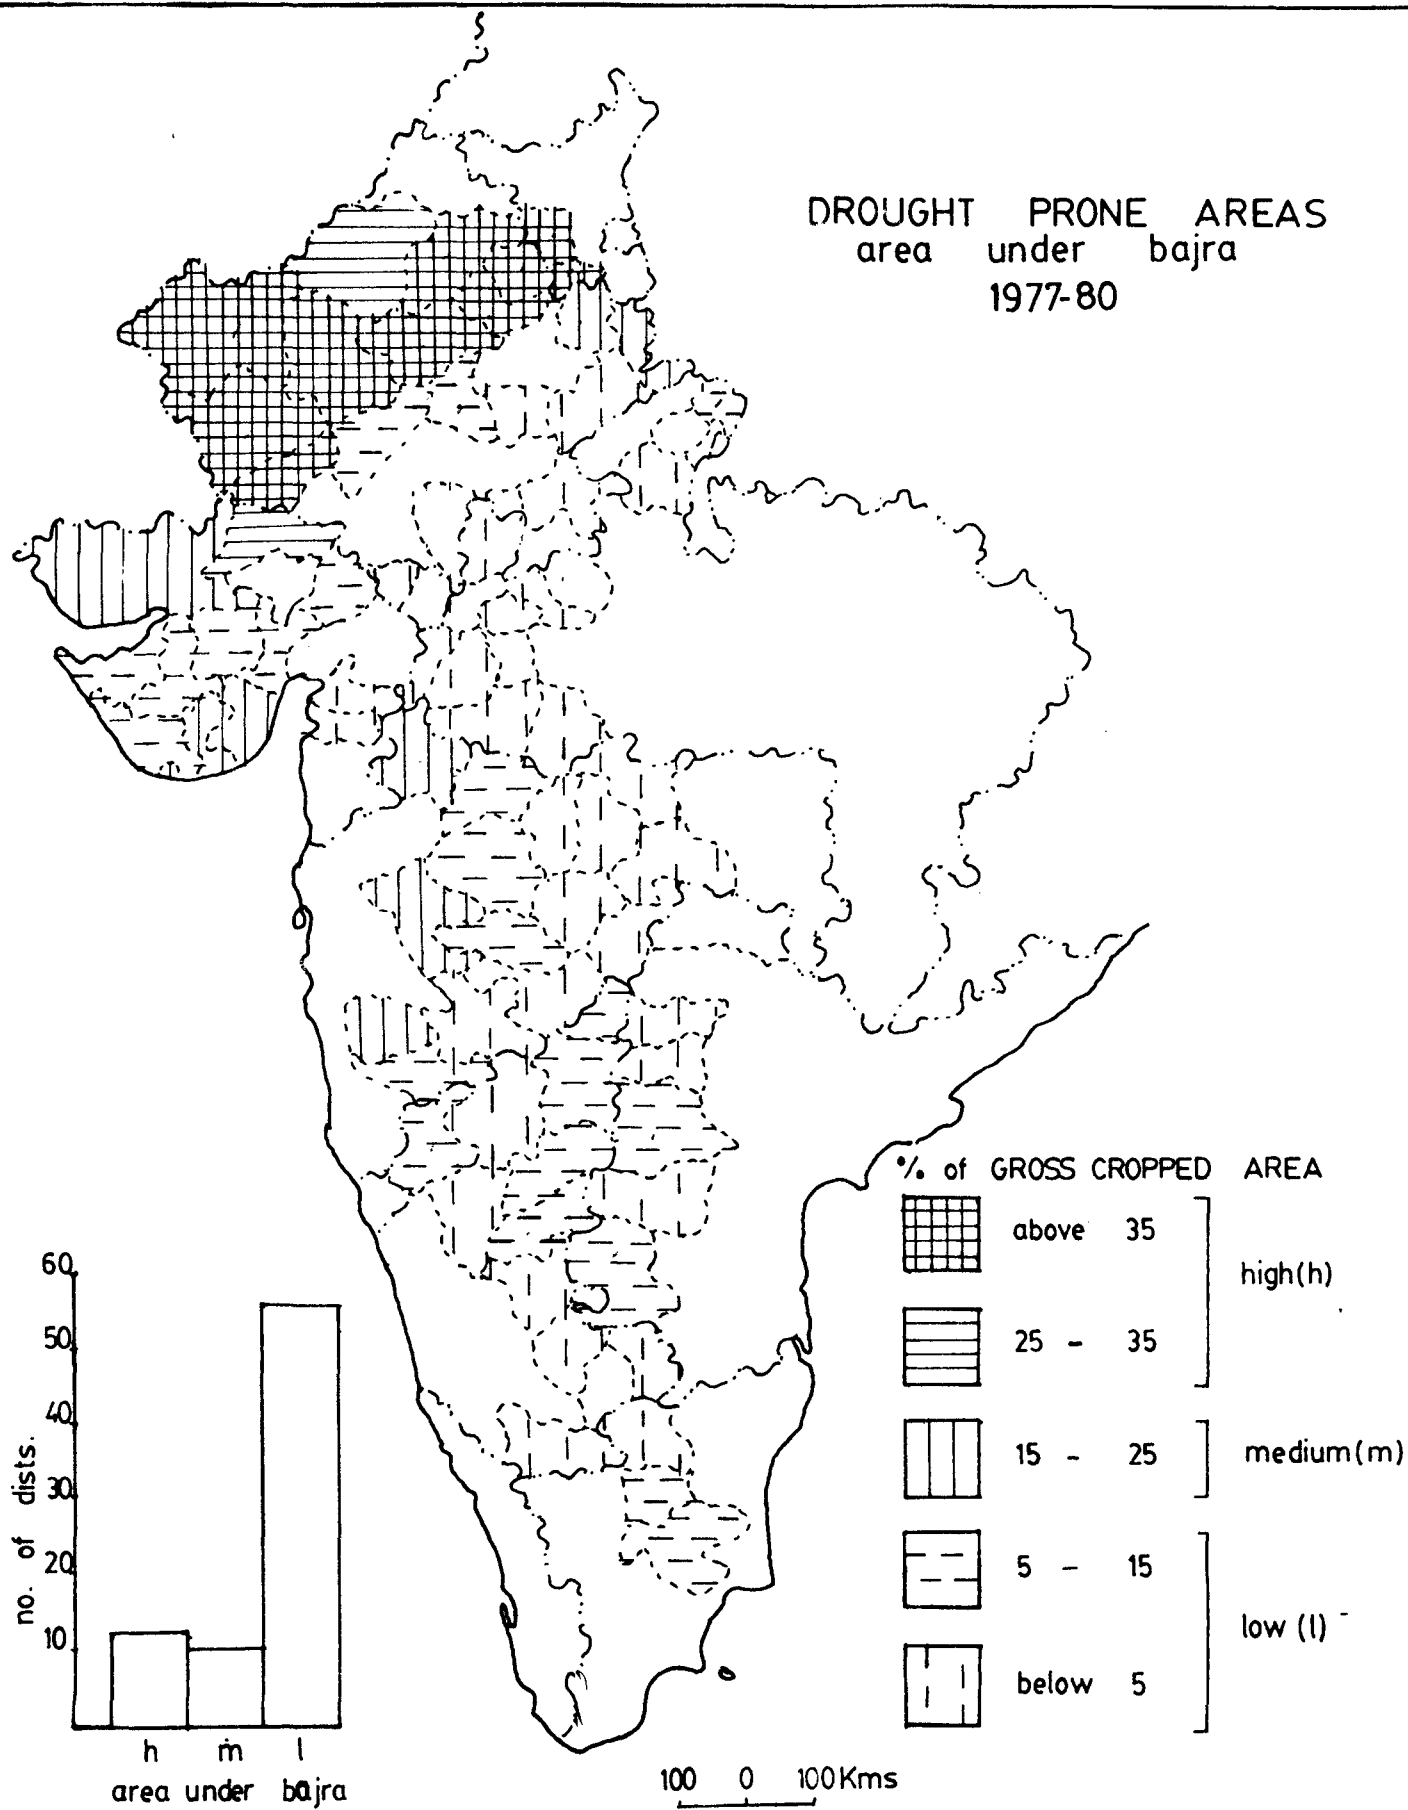 DROUGHT PRONE AREAS
area under bajra
1977-80
% of GROSS CROPPED AREA
above 35
high(h)
25 - 35
15 - 25
medium(m)
5 - 15
low (l)
below 5
60
50
40
30
20
10
no. of dists.
h m l
area under bajra
100 0 100Kms